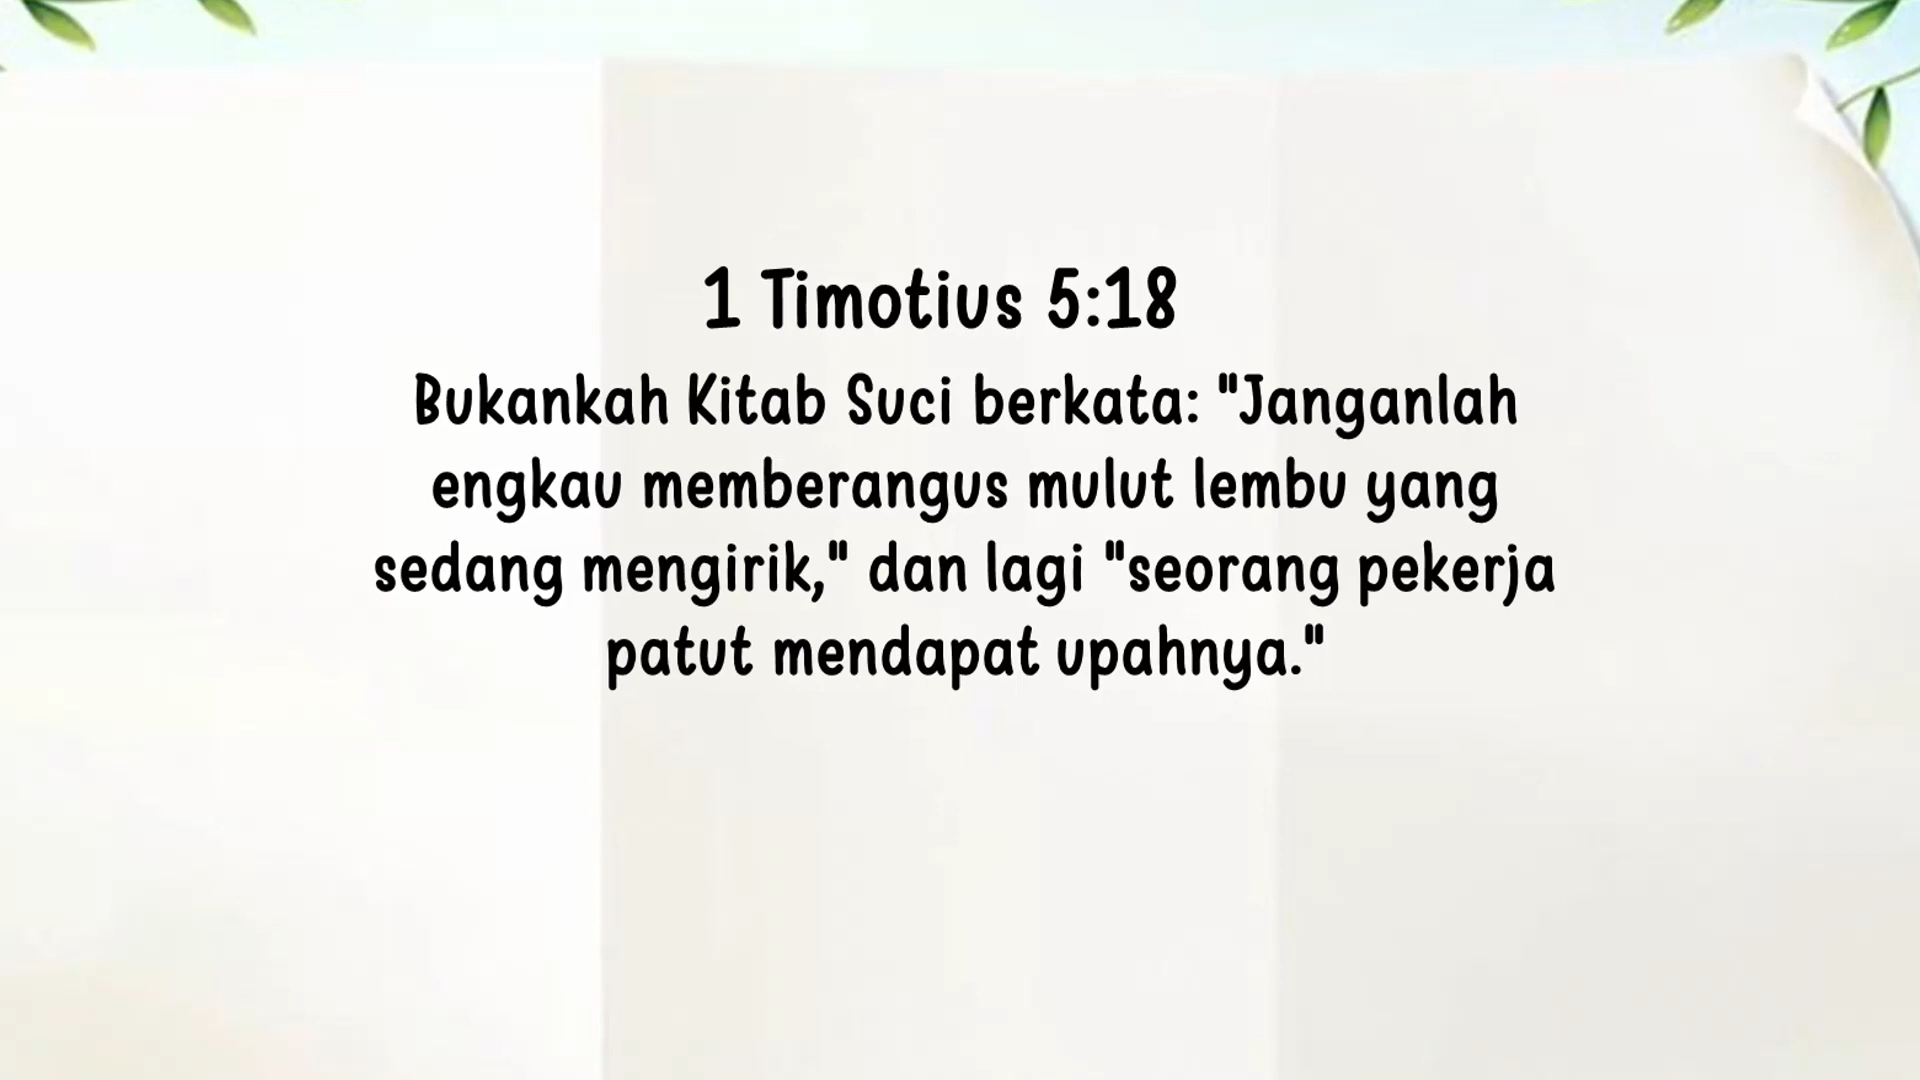 1 Timotius 5:18
Bukankah Kitab Suci berkata: "Janganlah
engkau memberangus mulut lembu yang
sedang mengirik," dan lagi "seorang pekerja
patut mendapat upahnya."